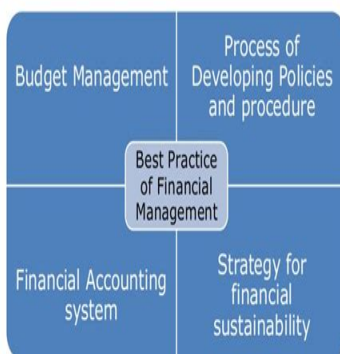 Budget Management
Process of
Developing Policies
and procedure
Best Practice
of Financial
Management
Financial Accounting
system
Strategy for
financial
sustainability